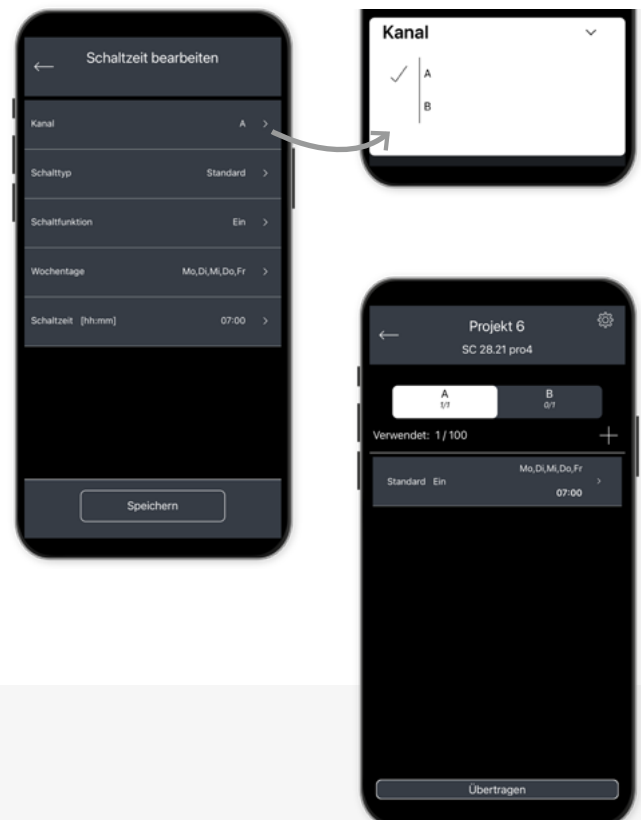 Schaltzeit bearbeiten
Kanal A
Schalttyp Standard
Schaltfunktion Ein
Wochentage Mo,Di,Mi,Do,Fr
Schaltzeit [hh:mm] 07:00
Speichern
Kanal
A
B
Projekt 6
SC 28.21 pro4
A B
1/1 0/1
Verwendet: 1 / 100
Mo,Di,Mi,Do,Fr
Standard Ein
07:00
Übertragen